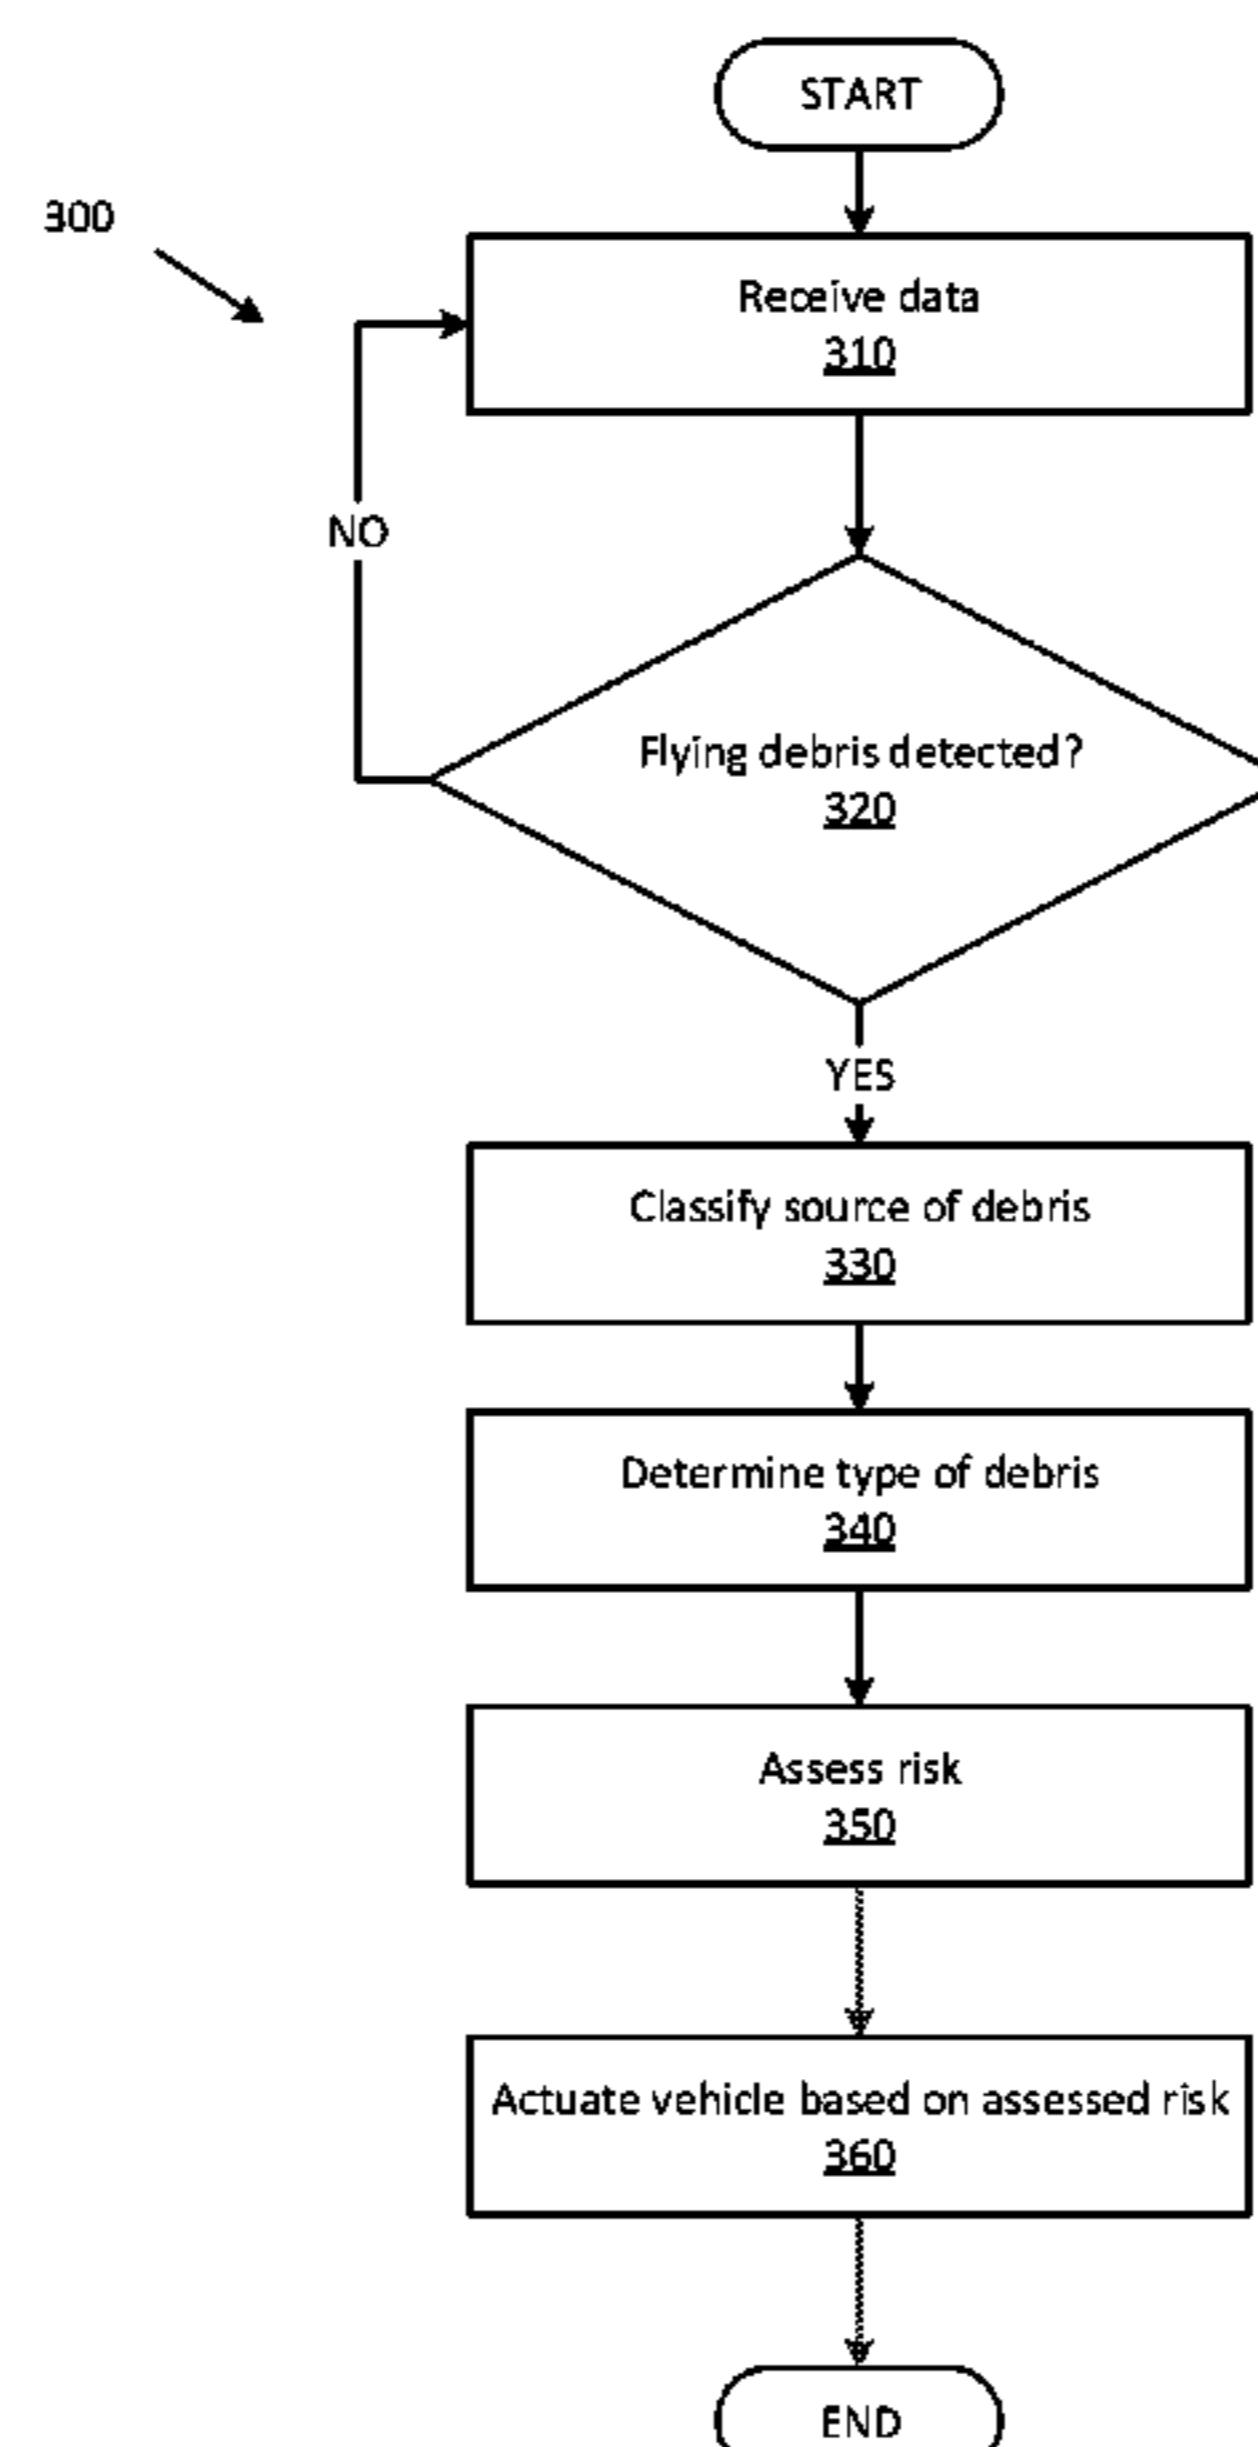 START
300
Receive data
310
NO
Flying debris detected?
320
YES
Classify source of debris
330
Determine type of debris
340
Assess risk
350
Actuate vehicle based on assessed risk
360
END